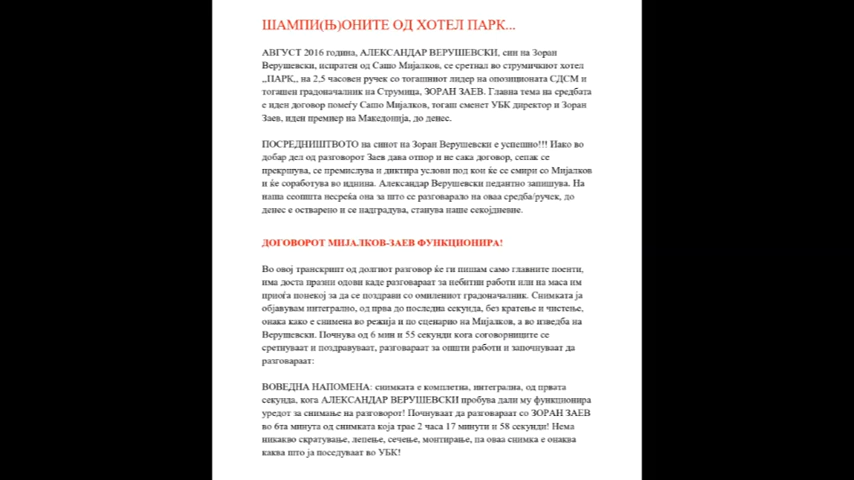 ШАМПИ(Њ)ОНИТЕ ОД ХОТЕЛ ПАРК...
АВГУСТ 2016 година, АЛЕКСАНДАР ВЕРУШЕВСКИ, син на Зоран
Верушевски, испратен од Сашо Мијалков, се сретнал во струмичкиот хотел
,,ПАРК,, на 2,5 часовен ручек со тогашниот лидер на опозиционата СДСМ и
тогашен градоначалник на Струмица, ЗОРАН ЗАЕВ. Главна тема на средбата
е иден договор помеѓу Сашо Мијалков, тогаш сменет УБК директор и Зоран
Заев, иден премиер на Македонија, до денес.
ПОСРЕДНИШТВОТО на синот на Зоран Верушевски е успешно!!! Иако во
добар дел од разговорот Заев дава отпор и не сака договор, сепак се
прекршува, се премислува и диктира услови под кои ќе се смири со Мијалков
и ќе соработува во иднина. Александар Верушевски педантно запишува. На
наша сеопшта несреќа она за што се разговарало на оваа средба/ручек, до
денес е остварено и се надградува, станува наше секојдневие.
ДОГОВОРОТ МИЈАЛКОВ-ЗАЕВ ФУНКЦИОНИРА!
Во овој транскрипт од долгиот разговор ќе ги пишам само главните поенти,
има доста празни одови каде разговараат за небитни работи или на маса им
приоѓа понекој за да се поздрави со омилениот градоначалник. Снимката ја
објавувам интегрално, од прва до последна секунда, без кратење и чистење,
онака како е снимена во режија и по сценарио на Мијалков, а во изведба на
Верушевски. Почнува од 6 мин и 55 секунди кога соговорниците се
сретнуваат и поздравуваат, разговараат за општи работи и започнуваат да
разговараат:
ВОВЕДНА НАПОМЕНА: снимката е комплетна, интегрална, од првата
секунда, кога АЛЕКСАНДАР ВЕРУШЕВСКИ пробува дали му функционира
уредот за снимање на разговорот! Почнуваат да разговараат со ЗОРАН ЗАЕВ
во 6та минута од снимката која трае 2 часа 17 минути и 58 секунди! Нема
никакво скратување, лепење, сечење, монтирање, па оваа снимка е онаква
каква што ја поседуваат во УБК!